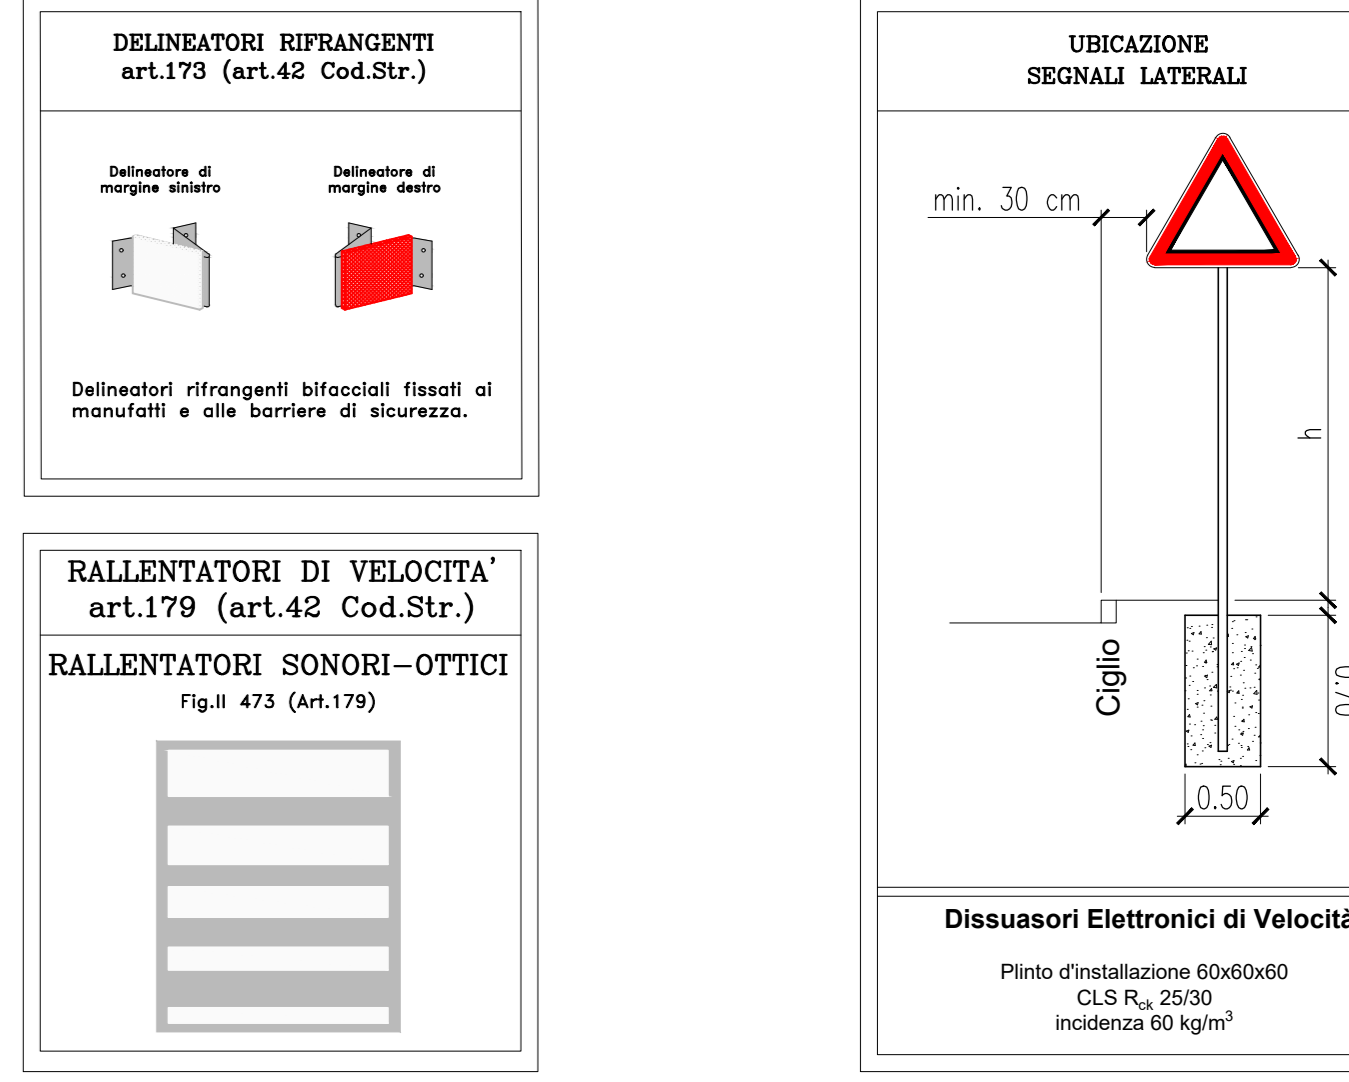 DELINEATORI RIFRANGENTI
art.173 (art.42 Cod.Str.)
Delineatore di
margine sinistro
Delineatore di
margine destro
Delineatori rifrangenti bifacciali fissati ai
manufatti e alle barriere di sicurezza.
RALLENTATORI DI VELOCITA'
art.179 (art.42 Cod.Str.)
RALLENTATORI SONORI-OTTICI
Fig.II 473 (Art.179)
UBICAZIONE
SEGNALI LATERALI
min. 30 cm
h
Ciglio
0.50
Dissuasori Elettronici di Velocità
Plinto d'installazione 60x60x60
CLS Rck 25/30
incidenza 60 kg/m³